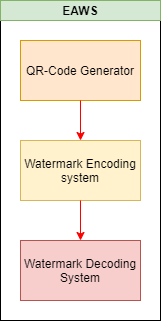 EAWS
QR-Code Generator
Watermark Encoding
system
Watermark Decoding
System